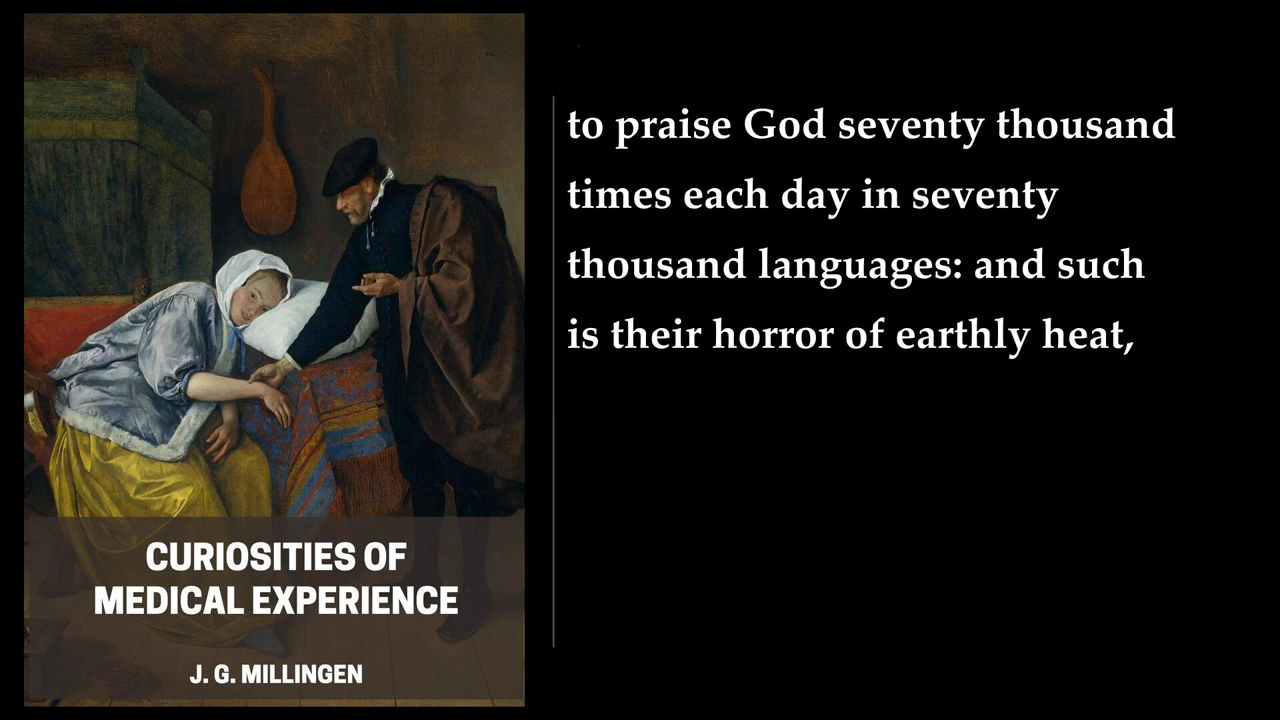 to praise God seventy thousand
times each day in seventy
thousand languages: and such
is their horror of earthly heat,
CURIOSITIES OF
MEDICAL EXPERIENCE
J. G. MILLINGEN